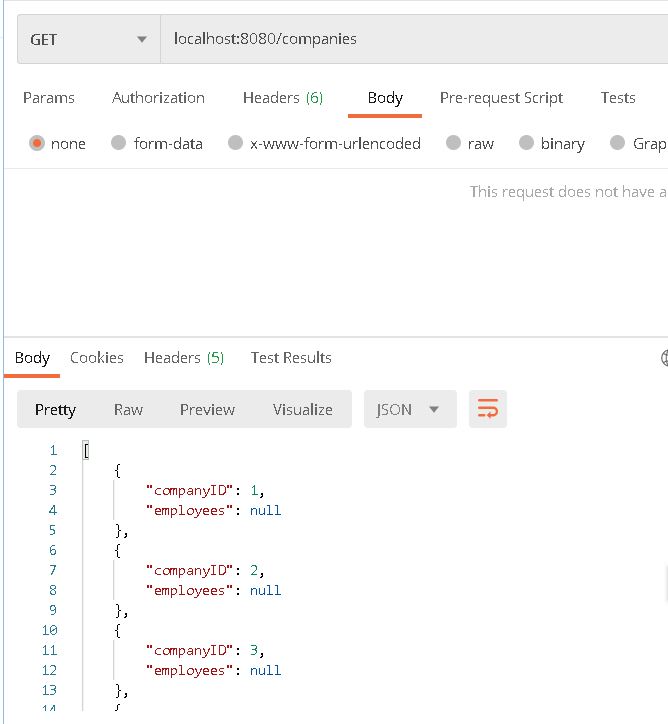 GET localhost:8080/companies
Params Authorization Headers (6) Body Pre-request Script Tests
none form-data x-www-form-urlencoded raw binary Grap
This request does not have a
Body Cookies Headers (5) Test Results
Pretty Raw Preview Visualize JSON
1 [
2 {
3 "companyID": 1,
4 "employees": null
5 },
6 {
7 "companyID": 2,
8 "employees": null
9 },
10 {
11 "companyID": 3,
12 "employees": null
13 },
14 {